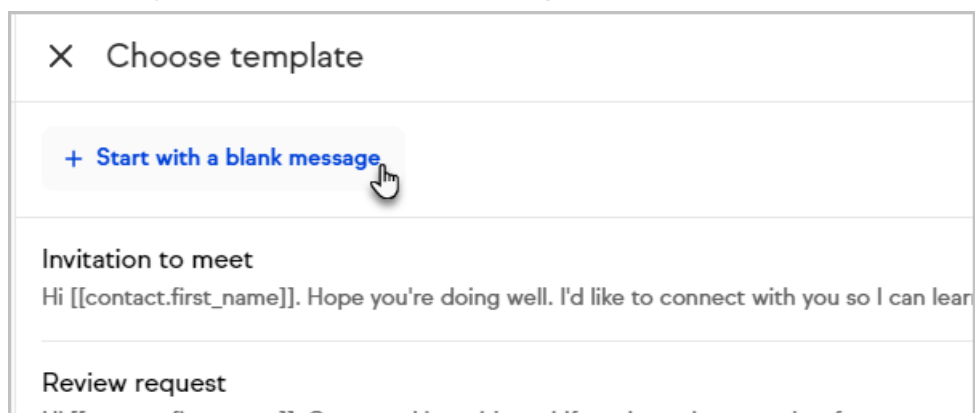 Choose template
+ Start with a blank message
Invitation to meet
Hi [[contact.first_name]]. Hope you're doing well. I'd like to connect with you so I can lear
Review request